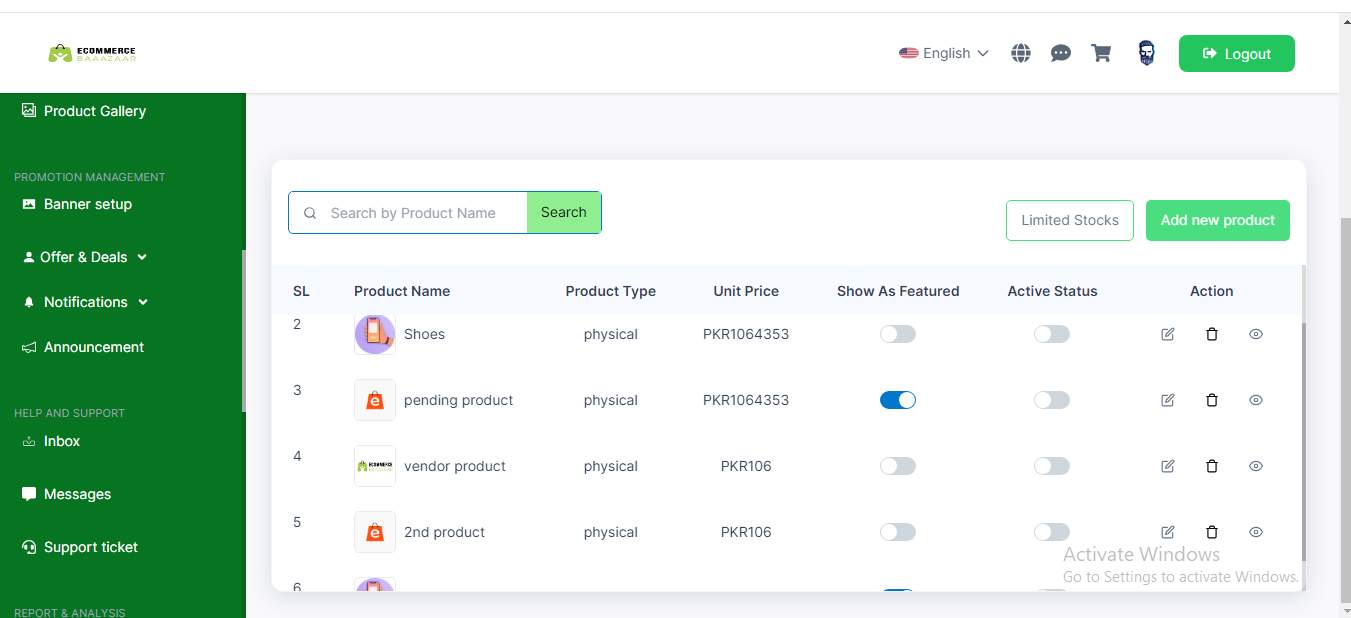 ECOMMERCE
BAAAZAAR
English
Logout
Product Gallery
PROMOTION MANAGEMENT
Banner setup
Offer & Deals
Notifications
Announcement
HELP AND SUPPORT
Inbox
Messages
Support ticket
REPORT & ANALYSIS
Search by Product Name Search
Limited Stocks Add new product
SL Product Name Product Type Unit Price Show As Featured Active Status Action
2 Shoes physical PKR1064353
3 pending product physical PKR1064353
4 ECOMMERCE vendor product physical PKR106
5 2nd product physical PKR106
6
Activate Windows
Go to Settings to activate Windows.